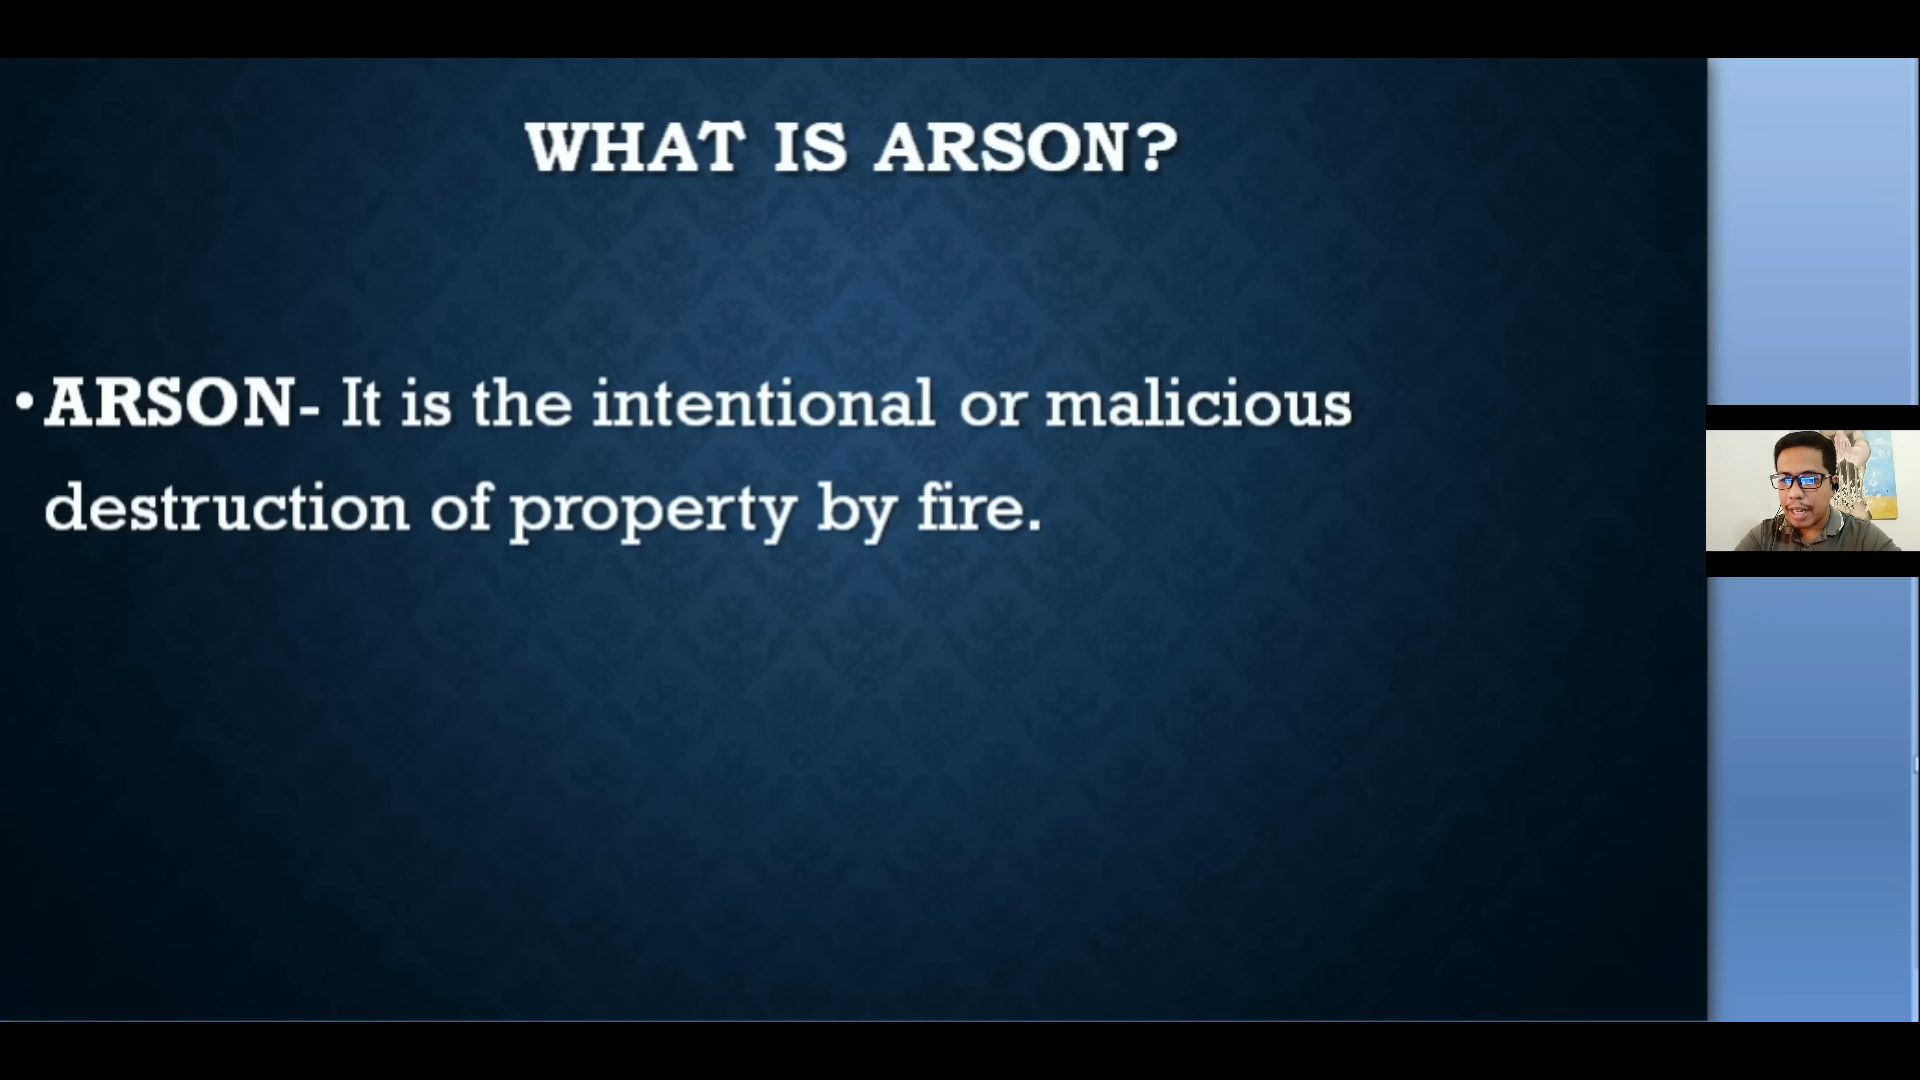 WHAT IS ARSON?
• ARSON- It is the intentional or malicious
destruction of property by fire.